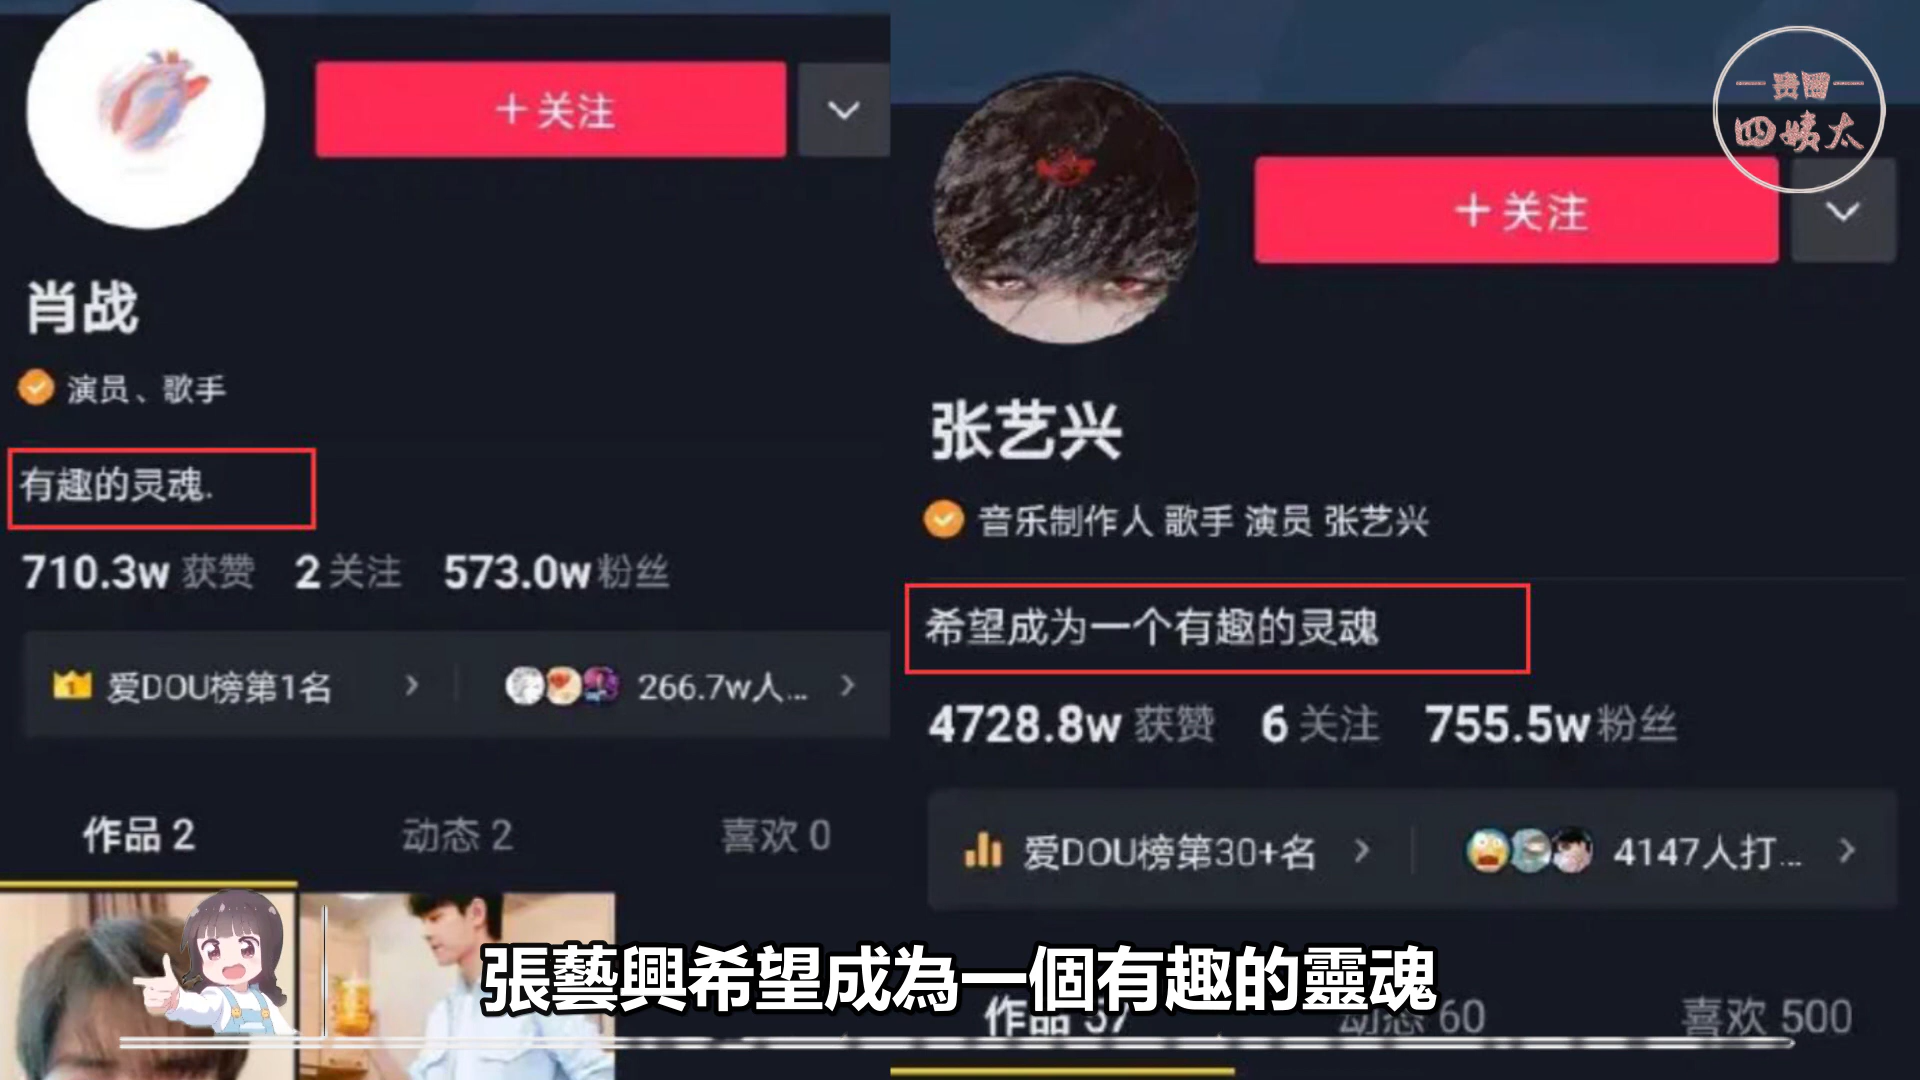 +关注
肖战
演员、歌手
有趣的灵魂.
710.3w 获赞 2 关注 573.0w 粉丝
1 爱DOU榜第1名 266.7w人...
作品 2 动态 2 喜欢 0
贵圈
四姨太
+关注
张艺兴
音乐制作人 歌手 演员 张艺兴
希望成为一个有趣的灵魂
4728.8w 获赞 6 关注 755.5w 粉丝
爱DOU榜第30+名 4147人打...
作品 37 动态 60 喜欢 500
張藝興希望成為一個有趣的靈魂